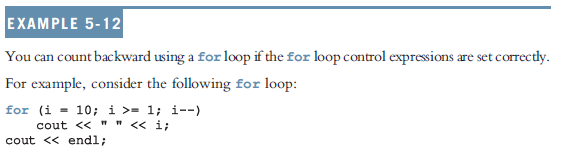 EXAMPLE 5-12
You can count backward using a for loop if the for loop control expressions are set correctly.
For example, consider the following for loop:
for (i = 10; i >= 1; i--)
    cout << " " << i;
cout << endl;